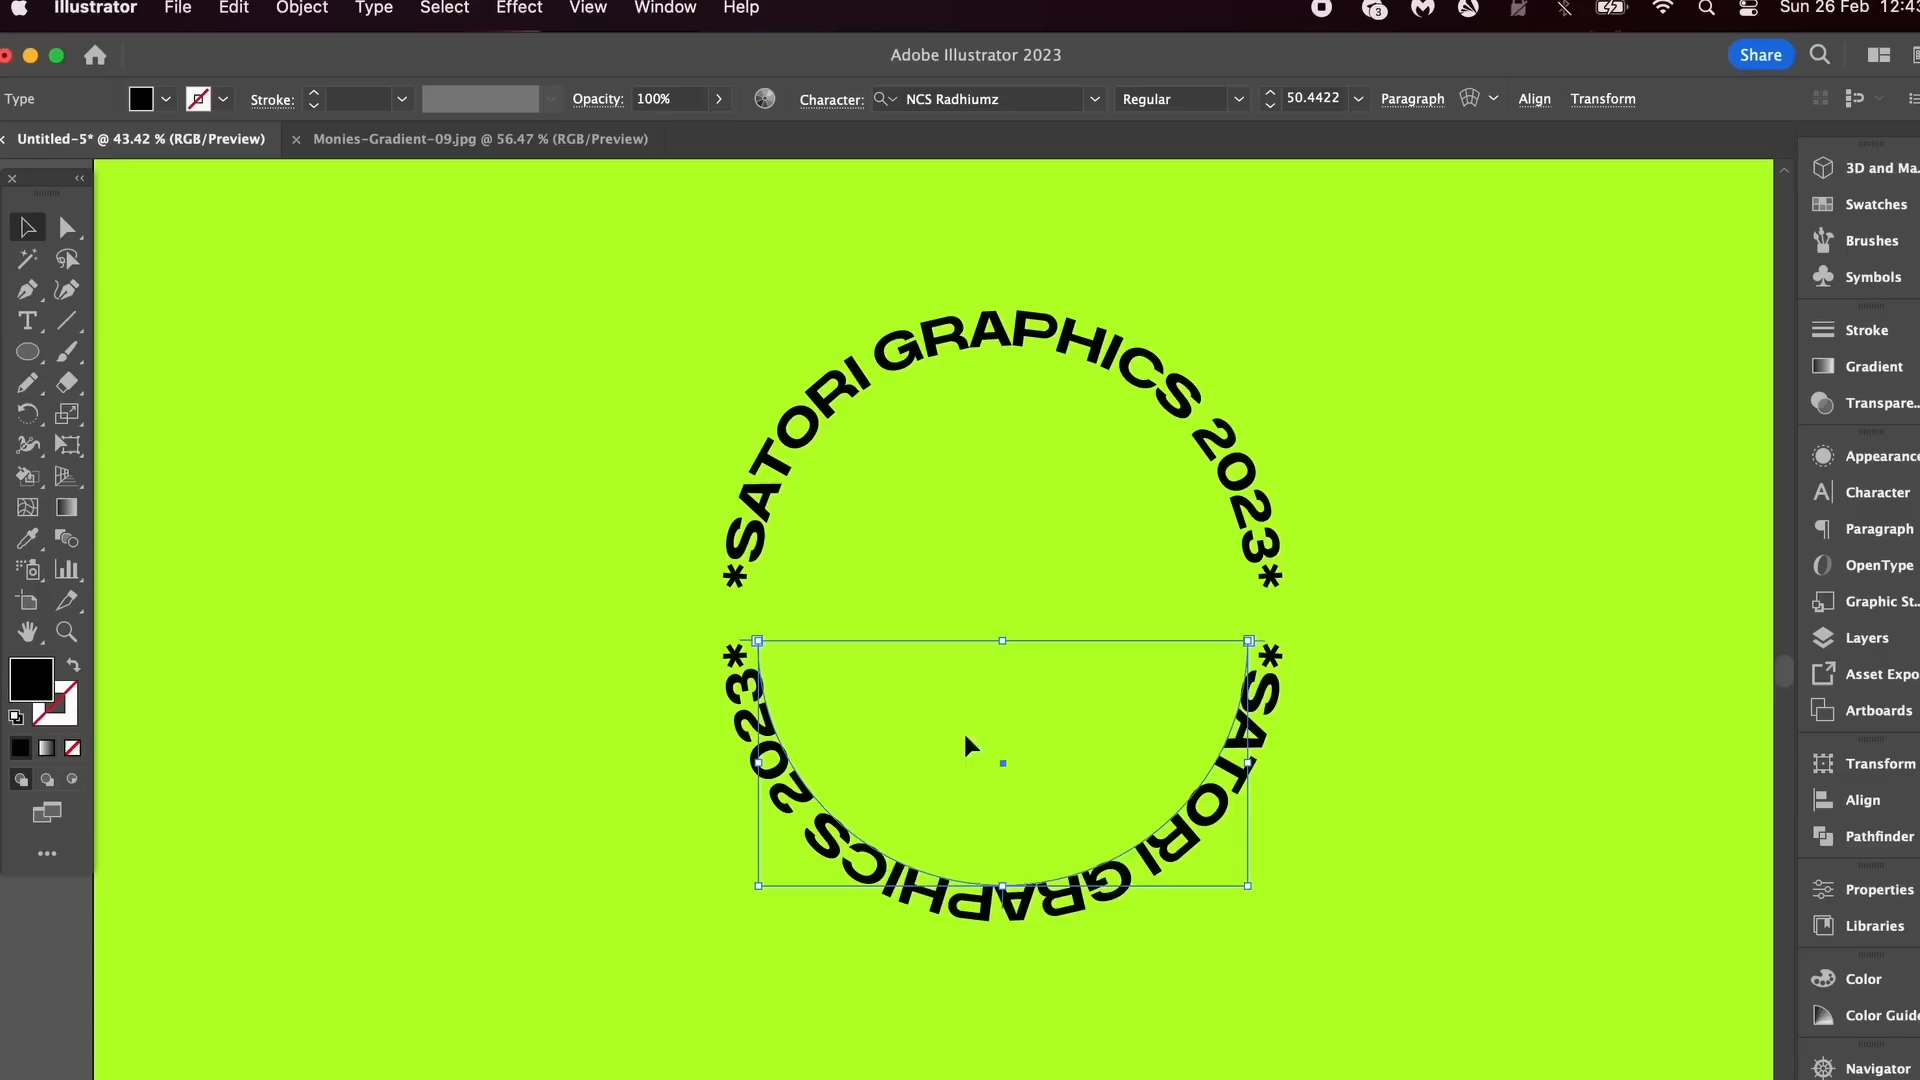 Illustrator File Edit Object Type Select Effect View Window Help 3 Sun 26 Feb 12:43
Adobe Illustrator 2023 Share
Type Stroke: Opacity: 100% Character: NCS Radhiumz Regular 50.4422 Paragraph Align Transform
Untitled-5* @ 43.42 % (RGB/Preview) Monies-Gradient-09.jpg @ 56.47 % (RGB/Preview)
*SATORI GRAPHICS 2023*
*SATORI GRAPHICS 2023*
3D and Ma...
Swatches
Brushes
Symbols
Stroke
Gradient
Transpare...
Appearance
Character
Paragraph
OpenType
Graphic St...
Layers
Asset Expo
Artboards
Transform
Align
Pathfinder
Properties
Libraries
Color
Color Guide
Navigator